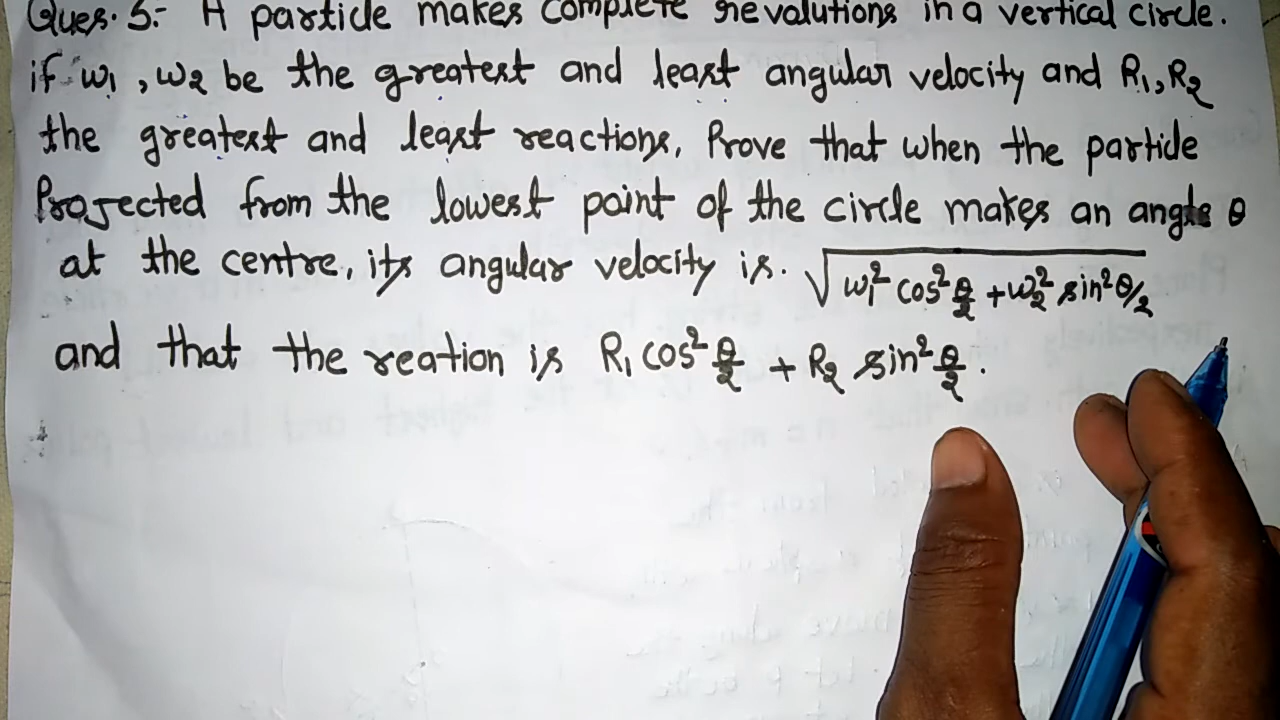 Ques. 5:- A particle makes complete revolutions in a vertical circle.
if ω1, ω2 be the greatest and least angular velocity and R1, R2
the greatest and least reactions, Prove that when the particle
Projected from the lowest point of the circle makes an angle θ
at the centre, its angular velocity is. √(ω1² cos² θ/2 + ω2² sin² θ/2)
and that the reation is R1 cos² θ/2 + R2 sin² θ/2.